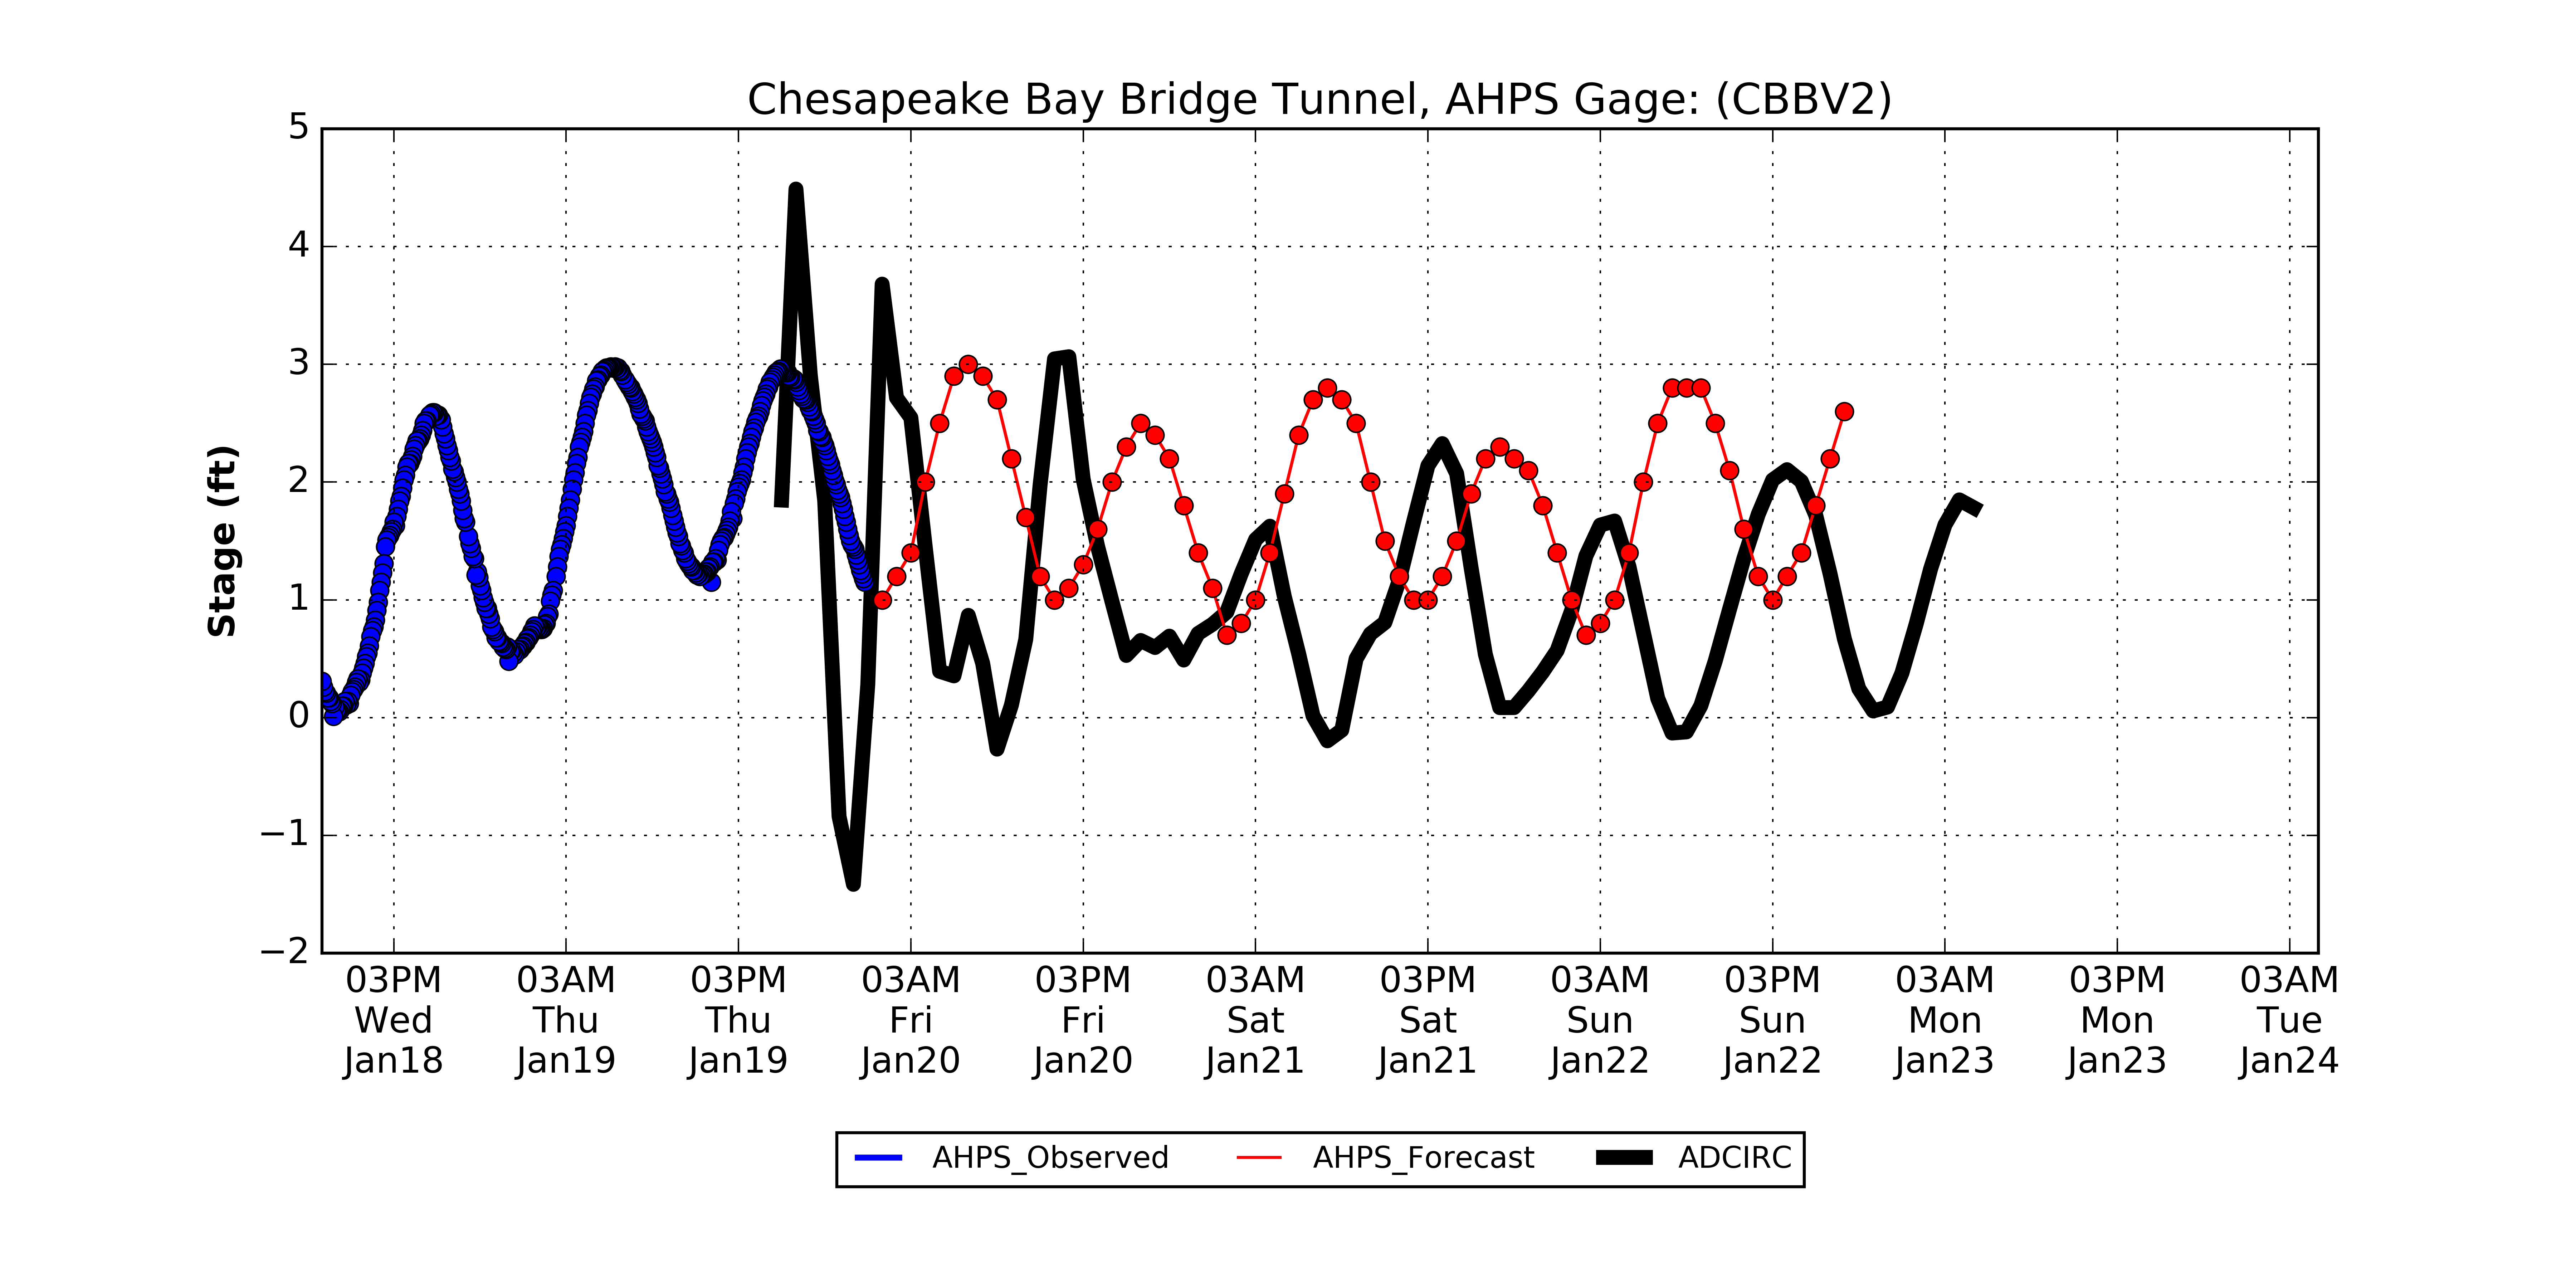 Chesapeake Bay Bridge Tunnel, AHPS Gage: (CBBV2)
Stage (ft)
5
4
3
2
1
0
−1
−2
03PM 03AM 03PM 03AM 03PM 03AM 03PM 03AM 03PM 03AM 03PM 03AM
Wed Thu Thu Fri Fri Sat Sat Sun Sun Mon Mon Tue
Jan18 Jan19 Jan19 Jan20 Jan20 Jan21 Jan21 Jan22 Jan22 Jan23 Jan23 Jan24
AHPS_Observed AHPS_Forecast ADCIRC